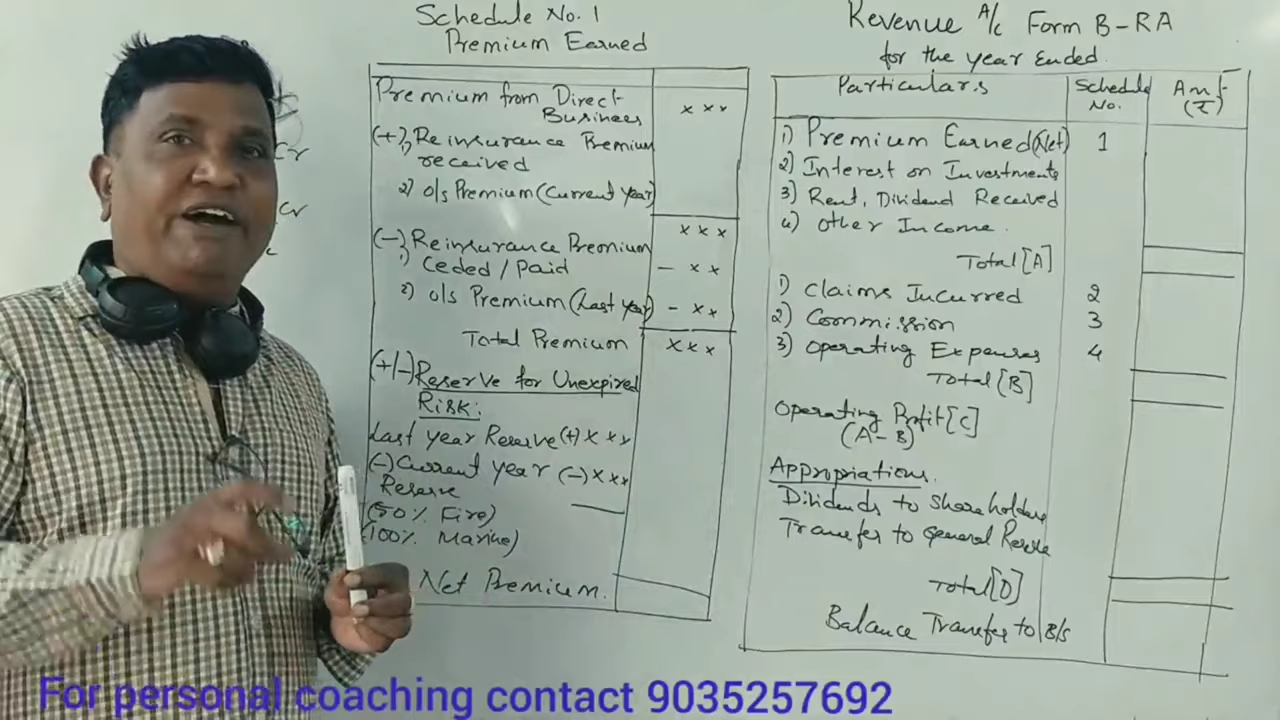 Schedule No. 1
Premium Earned
Premium from Direct
Business xxx
(+) Reinsurance Premium
1) received
2) o/s Premium (Current year)
xxx
(-) Reinsurance Premium
1) Ceded / paid - xx
2) o/s Premium (Last year) - xx
Total Premium xxx
(+/-) Reserve for Unexpired
Risk:
Last year Reserve (+) xxx
(-) Current year (-) xxx
Reserve
(50% Fire)
(100% Marine)
Net Premium.
Revenue A/c Form B-RA
for the year Ended.
Particulars Schedule No. Amt (₹)
1) Premium Earned (Net) 1
2) Interest on Investments
3) Rent, Dividend Received
4) Other Income.
Total [A]
1) Claims Incurred 2
2) Commission 3
3) Operating Expenses 4
Total [B]
Operating Profit [C]
(A-B)
Appropriations.
Dividends to Shareholders
Transfer to general Reserve
Total [D]
Balance Transfer to B/s
Cr
Cr
For personal coaching contact 9035257692